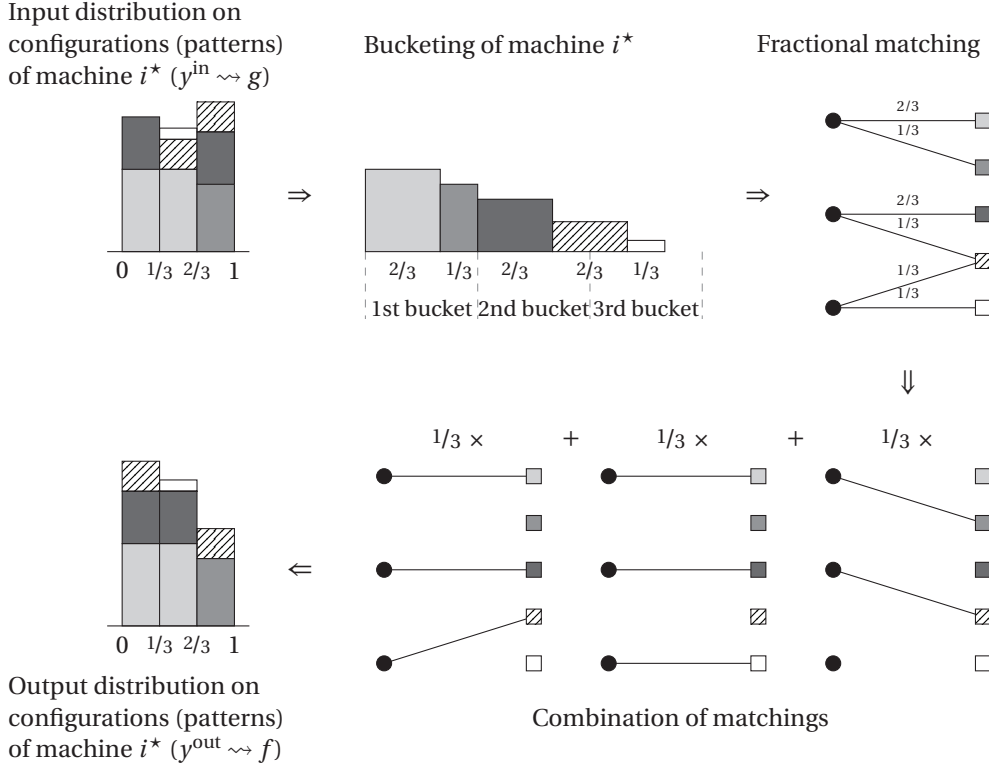 Input distribution on
configurations (patterns)
of machine i⋆ (yⁱⁿ ⇝ g)
Bucketing of machine i⋆
Fractional matching
0 1/3 2/3 1
⇒
2/3 1/3 2/3 2/3 1/3
1st bucket 2nd bucket 3rd bucket
⇒
2/3
1/3
2/3
1/3
1/3
1/3
⇓
1/3 × + 1/3 × + 1/3 ×
⇐
0 1/3 2/3 1
Output distribution on
configurations (patterns)
of machine i⋆ (yᵒᵘᵗ ⇝ f)
Combination of matchings